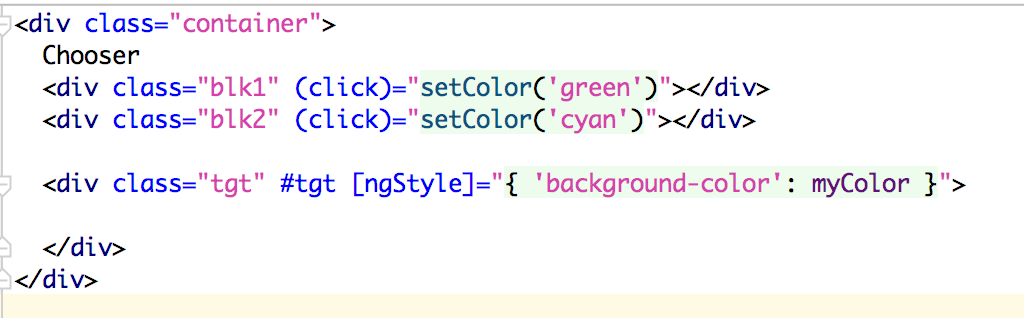 <div class="container">
Chooser
<div class="blk1" (click)="setColor('green')"></div>
<div class="blk2" (click)="setColor('cyan')"></div>
<div class="tgt" #tgt [ngStyle]="{ 'background-color': myColor }">
</div>
</div>